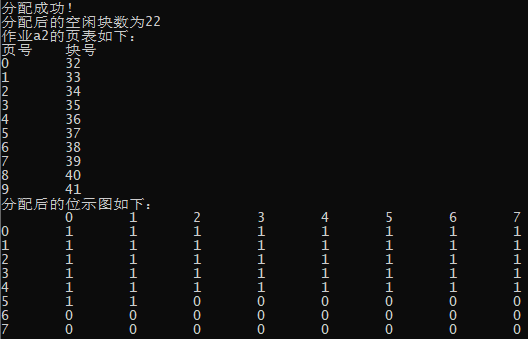 分配成功!
分配后的空闲块数为22
作业a2的页表如下:
页号 块号
0 32
1 33
2 34
3 35
4 36
5 37
6 38
7 39
8 40
9 41
分配后的位示图如下:
0 1 2 3 4 5 6 7
0 1 1 1 1 1 1 1 1
1 1 1 1 1 1 1 1 1
2 1 1 1 1 1 1 1 1
3 1 1 1 1 1 1 1 1
4 1 1 1 1 1 1 1 1
5 1 1 0 0 0 0 0 0
6 0 0 0 0 0 0 0 0
7 0 0 0 0 0 0 0 0